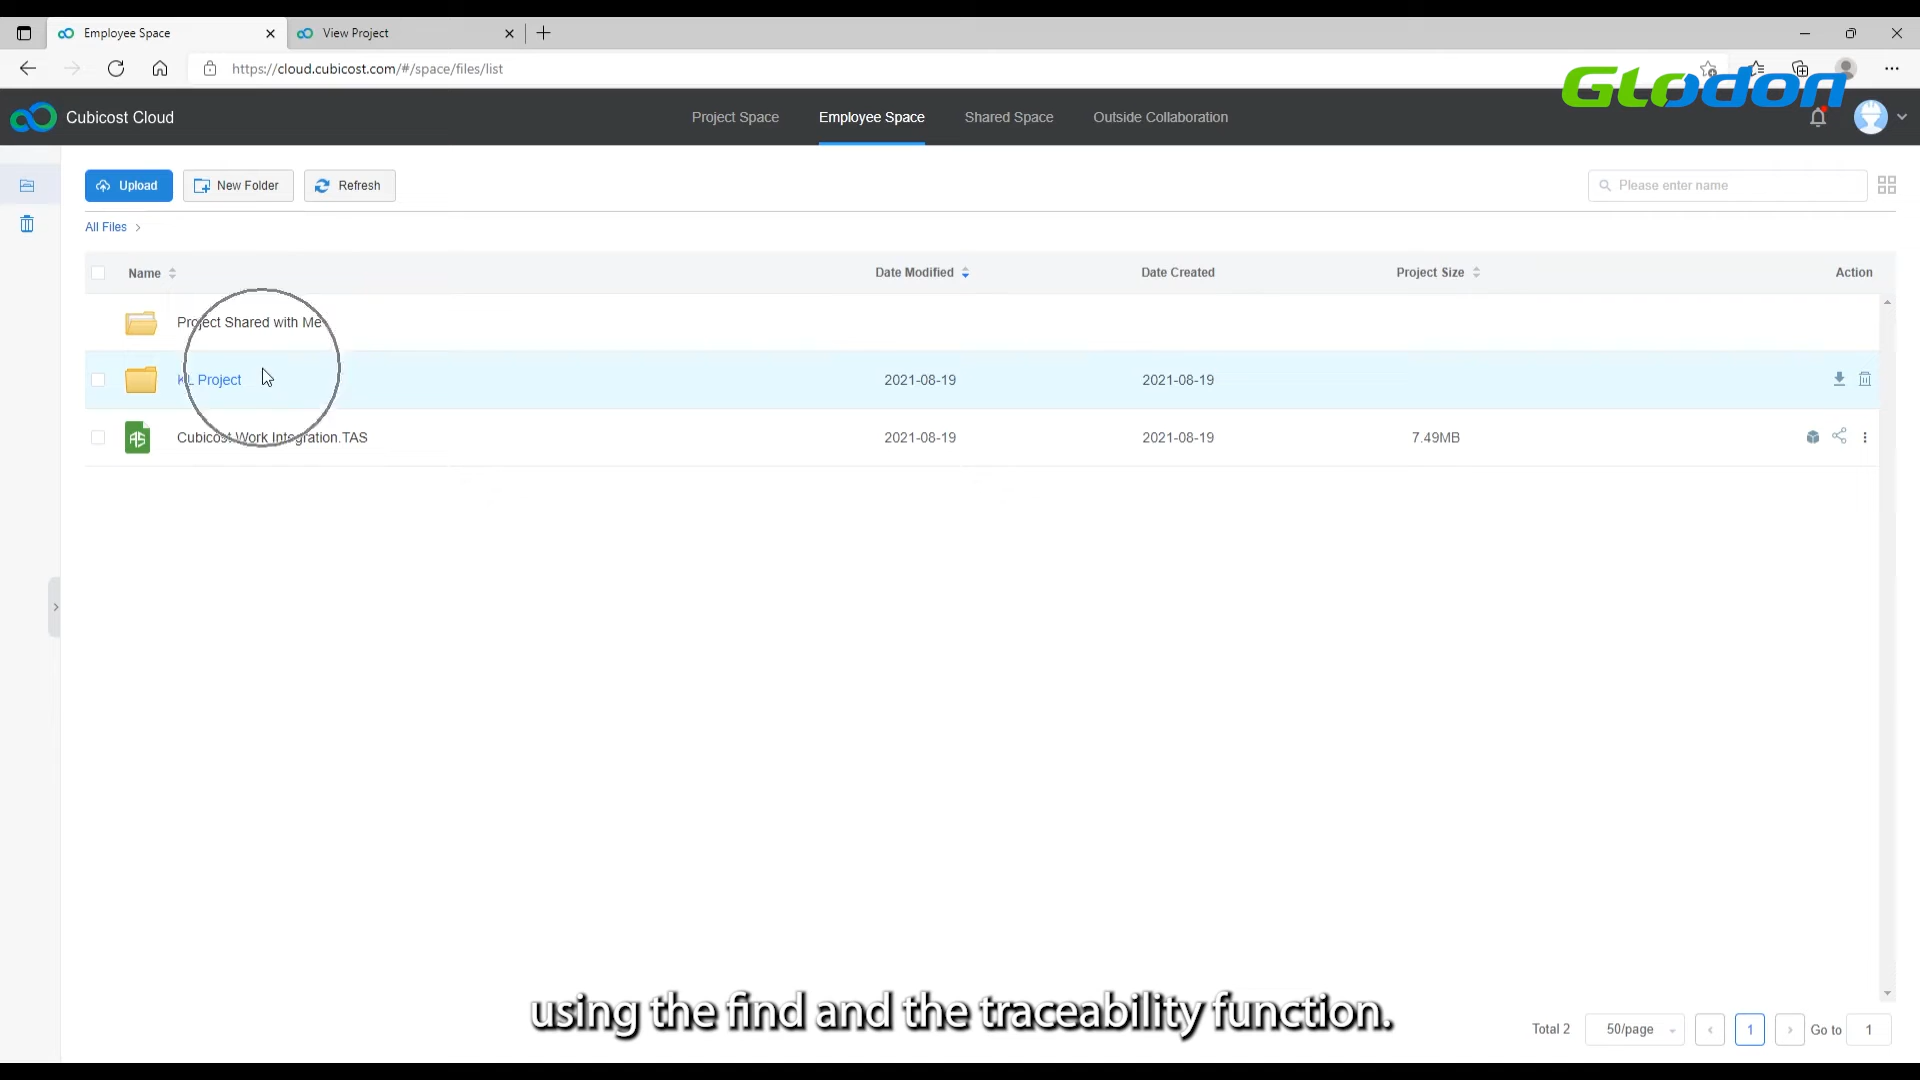 Employee Space
View Project
https://cloud.cubicost.com/#/space/files/list
Glodon
Cubicost Cloud
Project Space
Employee Space
Shared Space
Outside Collaboration
Upload
New Folder
Refresh
Please enter name
All Files >
Name
Date Modified
Date Created
Project Size
Action
Project Shared with Me
KL Project
2021-08-19
2021-08-19
AS
Cubicost Work Integration.TAS
2021-08-19
2021-08-19
7.49MB
using the find and the traceability function.
Total 2
50/page
1
Go to
1